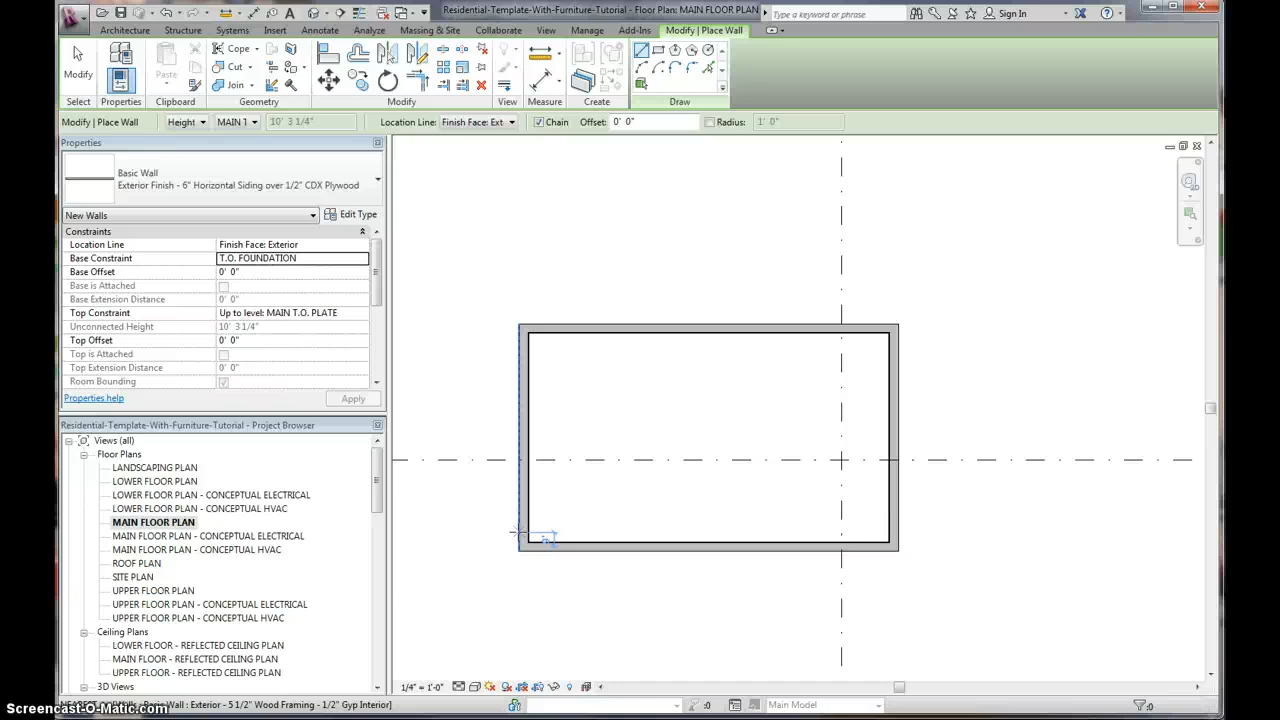 Residential-Template-With-Furniture-Tutorial - Floor Plan: MAIN FLOOR PLAN
Type a keyword or phrase
Sign In
Architecture Structure Systems Insert Annotate Analyze Massing & Site Collaborate View Manage Add-Ins Modify | Place Wall
Modify
Paste
Cope
Cut
Join
Select Properties Clipboard Geometry Modify View Measure Create Draw
Modify | Place Wall Height MAIN T 10' 3 1/4" Location Line: Finish Face: Ext Chain Offset: 0' 0" Radius: 1' 0"
Properties
Basic Wall
Exterior Finish - 6" Horizontal Siding over 1/2" CDX Plywood
New Walls Edit Type
Constraints
Location Line Finish Face: Exterior
Base Constraint T.O. FOUNDATION
Base Offset 0' 0"
Base is Attached
Base Extension Distance 0' 0"
Top Constraint Up to level: MAIN T.O. PLATE
Unconnected Height 10' 3 1/4"
Top Offset 0' 0"
Top is Attached
Top Extension Distance 0' 0"
Room Bounding
Properties help Apply
Residential-Template-With-Furniture-Tutorial - Project Browser
Views (all)
Floor Plans
LANDSCAPING PLAN
LOWER FLOOR PLAN
LOWER FLOOR PLAN - CONCEPTUAL ELECTRICAL
LOWER FLOOR PLAN - CONCEPTUAL HVAC
MAIN FLOOR PLAN
MAIN FLOOR PLAN - CONCEPTUAL ELECTRICAL
MAIN FLOOR PLAN - CONCEPTUAL HVAC
ROOF PLAN
SITE PLAN
UPPER FLOOR PLAN
UPPER FLOOR PLAN - CONCEPTUAL ELECTRICAL
UPPER FLOOR PLAN - CONCEPTUAL HVAC
Ceiling Plans
LOWER FLOOR - REFLECTED CEILING PLAN
MAIN FLOOR - REFLECTED CEILING PLAN
UPPER FLOOR - REFLECTED CEILING PLAN
3D Views
1/4" = 1'-0"
Basic Wall : Exterior - 5 1/2" Wood Framing - 1/2" Gyp Interior]
:0 Main Model :0
Screencast-O-Matic.com